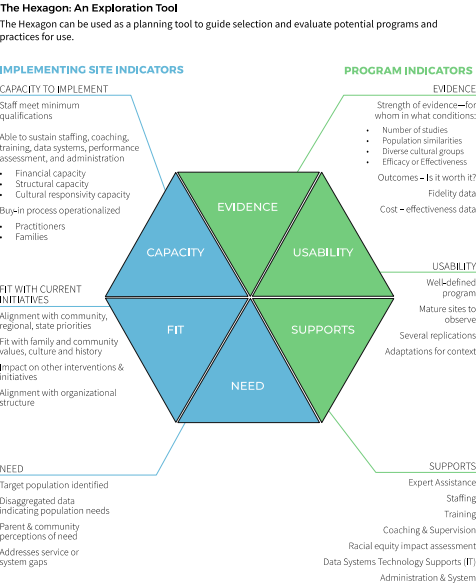 The Hexagon: An Exploration Tool
The Hexagon can be used as a planning tool to guide selection and evaluate potential programs and
practices for use.
IMPLEMENTING SITE INDICATORS
CAPACITY TO IMPLEMENT
Staff meet minimum
qualifications
Able to sustain staffing, coaching,
training, data systems, performance
assessment, and administration
• Financial capacity
• Structural capacity
• Cultural responsivity capacity
Buy-in process operationalized
• Practitioners
• Families
FIT WITH CURRENT
INITIATIVES
Alignment with community,
regional, state priorities
Fit with family and community
values, culture and history
Impact on other interventions &
initiatives
Alignment with organizational
structure
NEED
Target population identified
Disaggregated data
indicating population needs
Parent & community
perceptions of need
Addresses service or
system gaps
EVIDENCE
CAPACITY
USABILITY
FIT
SUPPORTS
NEED
PROGRAM INDICATORS
EVIDENCE
Strength of evidence—for
whom in what conditions:
• Number of studies
• Population similarities
• Diverse cultural groups
• Efficacy or Effectiveness
Outcomes – Is it worth it?
Fidelity data
Cost – effectiveness data
USABILITY
Well-defined
program
Mature sites to
observe
Several replications
Adaptations for context
SUPPORTS
Expert Assistance
Staffing
Training
Coaching & Supervision
Racial equity impact assessment
Data Systems Technology Supports (IT)
Administration & System